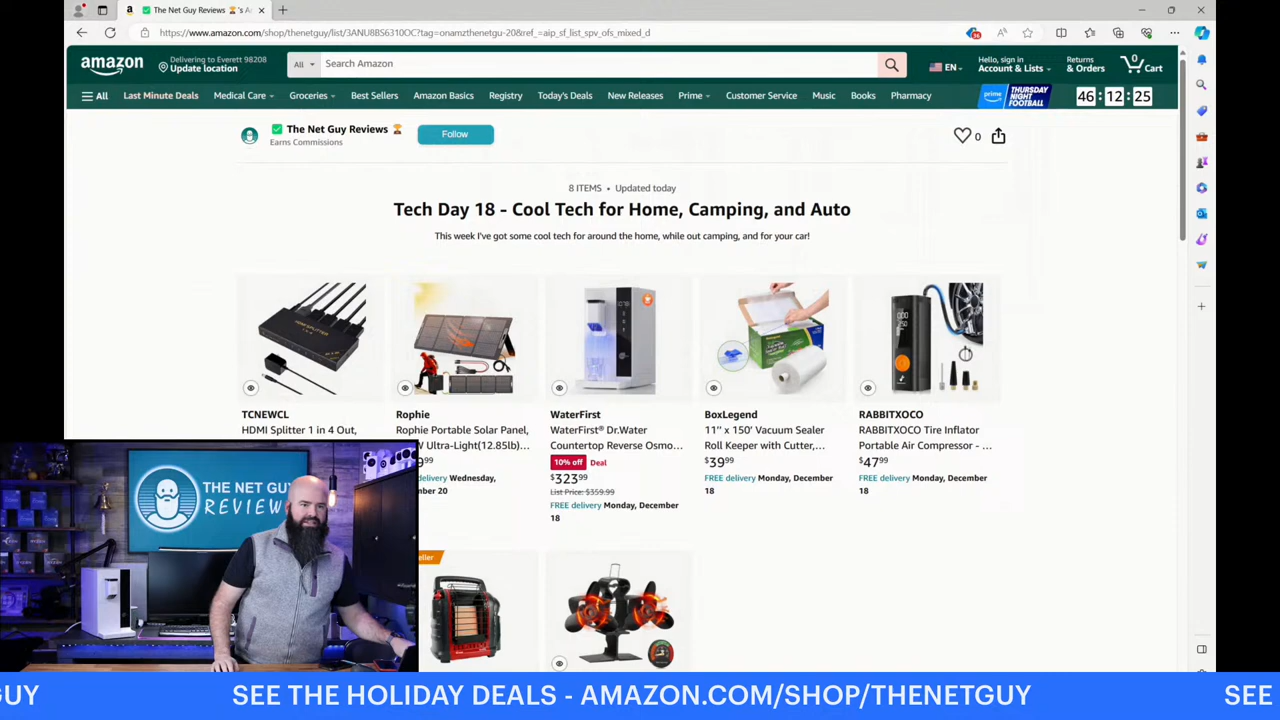 The Net Guy Reviews 🏆 's A
https://www.amazon.com/shop/thenetguy/list/3ANU8BS6310OC?tag=onamzthenetgu-20&ref_=aip_sf_list_spv_ofs_mixed_d
amazon
Delivering to Everett 98208
Update location
All
Search Amazon
EN
Hello, sign in
Account & Lists
Returns
& Orders
0
Cart
All
Last Minute Deals
Medical Care
Groceries
Best Sellers
Amazon Basics
Registry
Today's Deals
New Releases
Prime
Customer Service
Music
Books
Pharmacy
prime
THURSDAY
NIGHT
FOOTBALL
46:12:25
✅ The Net Guy Reviews 🏆
Earns Commissions
Follow
0
8 ITEMS • Updated today
Tech Day 18 - Cool Tech for Home, Camping, and Auto
This week I've got some cool tech for around the home, while out camping, and for your car!
HDMI SPLITTER
TCNEWCL
HDMI Splitter 1 in 4 Out,
Rophie
Rophie Portable Solar Panel,
W Ultra-Light(12.85lb)...
9⁹⁹
delivery Wednesday,
mber 20
WaterFirst
WaterFirst® Dr.Water
Countertop Reverse Osmo...
10% off Deal
$323⁹⁹
List Price: $359.99
FREE delivery Monday, December
18
BoxLegend
11'' x 150' Vacuum Sealer
Roll Keeper with Cutter,...
$39⁹⁹
FREE delivery Monday, December
18
RABBITXOCO
RABBITXOCO Tire Inflator
Portable Air Compressor - ...
$47⁹⁹
FREE delivery Monday, December
18
eller
THE NET GUY
REVIEWS
GUY
SEE THE HOLIDAY DEALS - AMAZON.COM/SHOP/THENETGUY
SEE